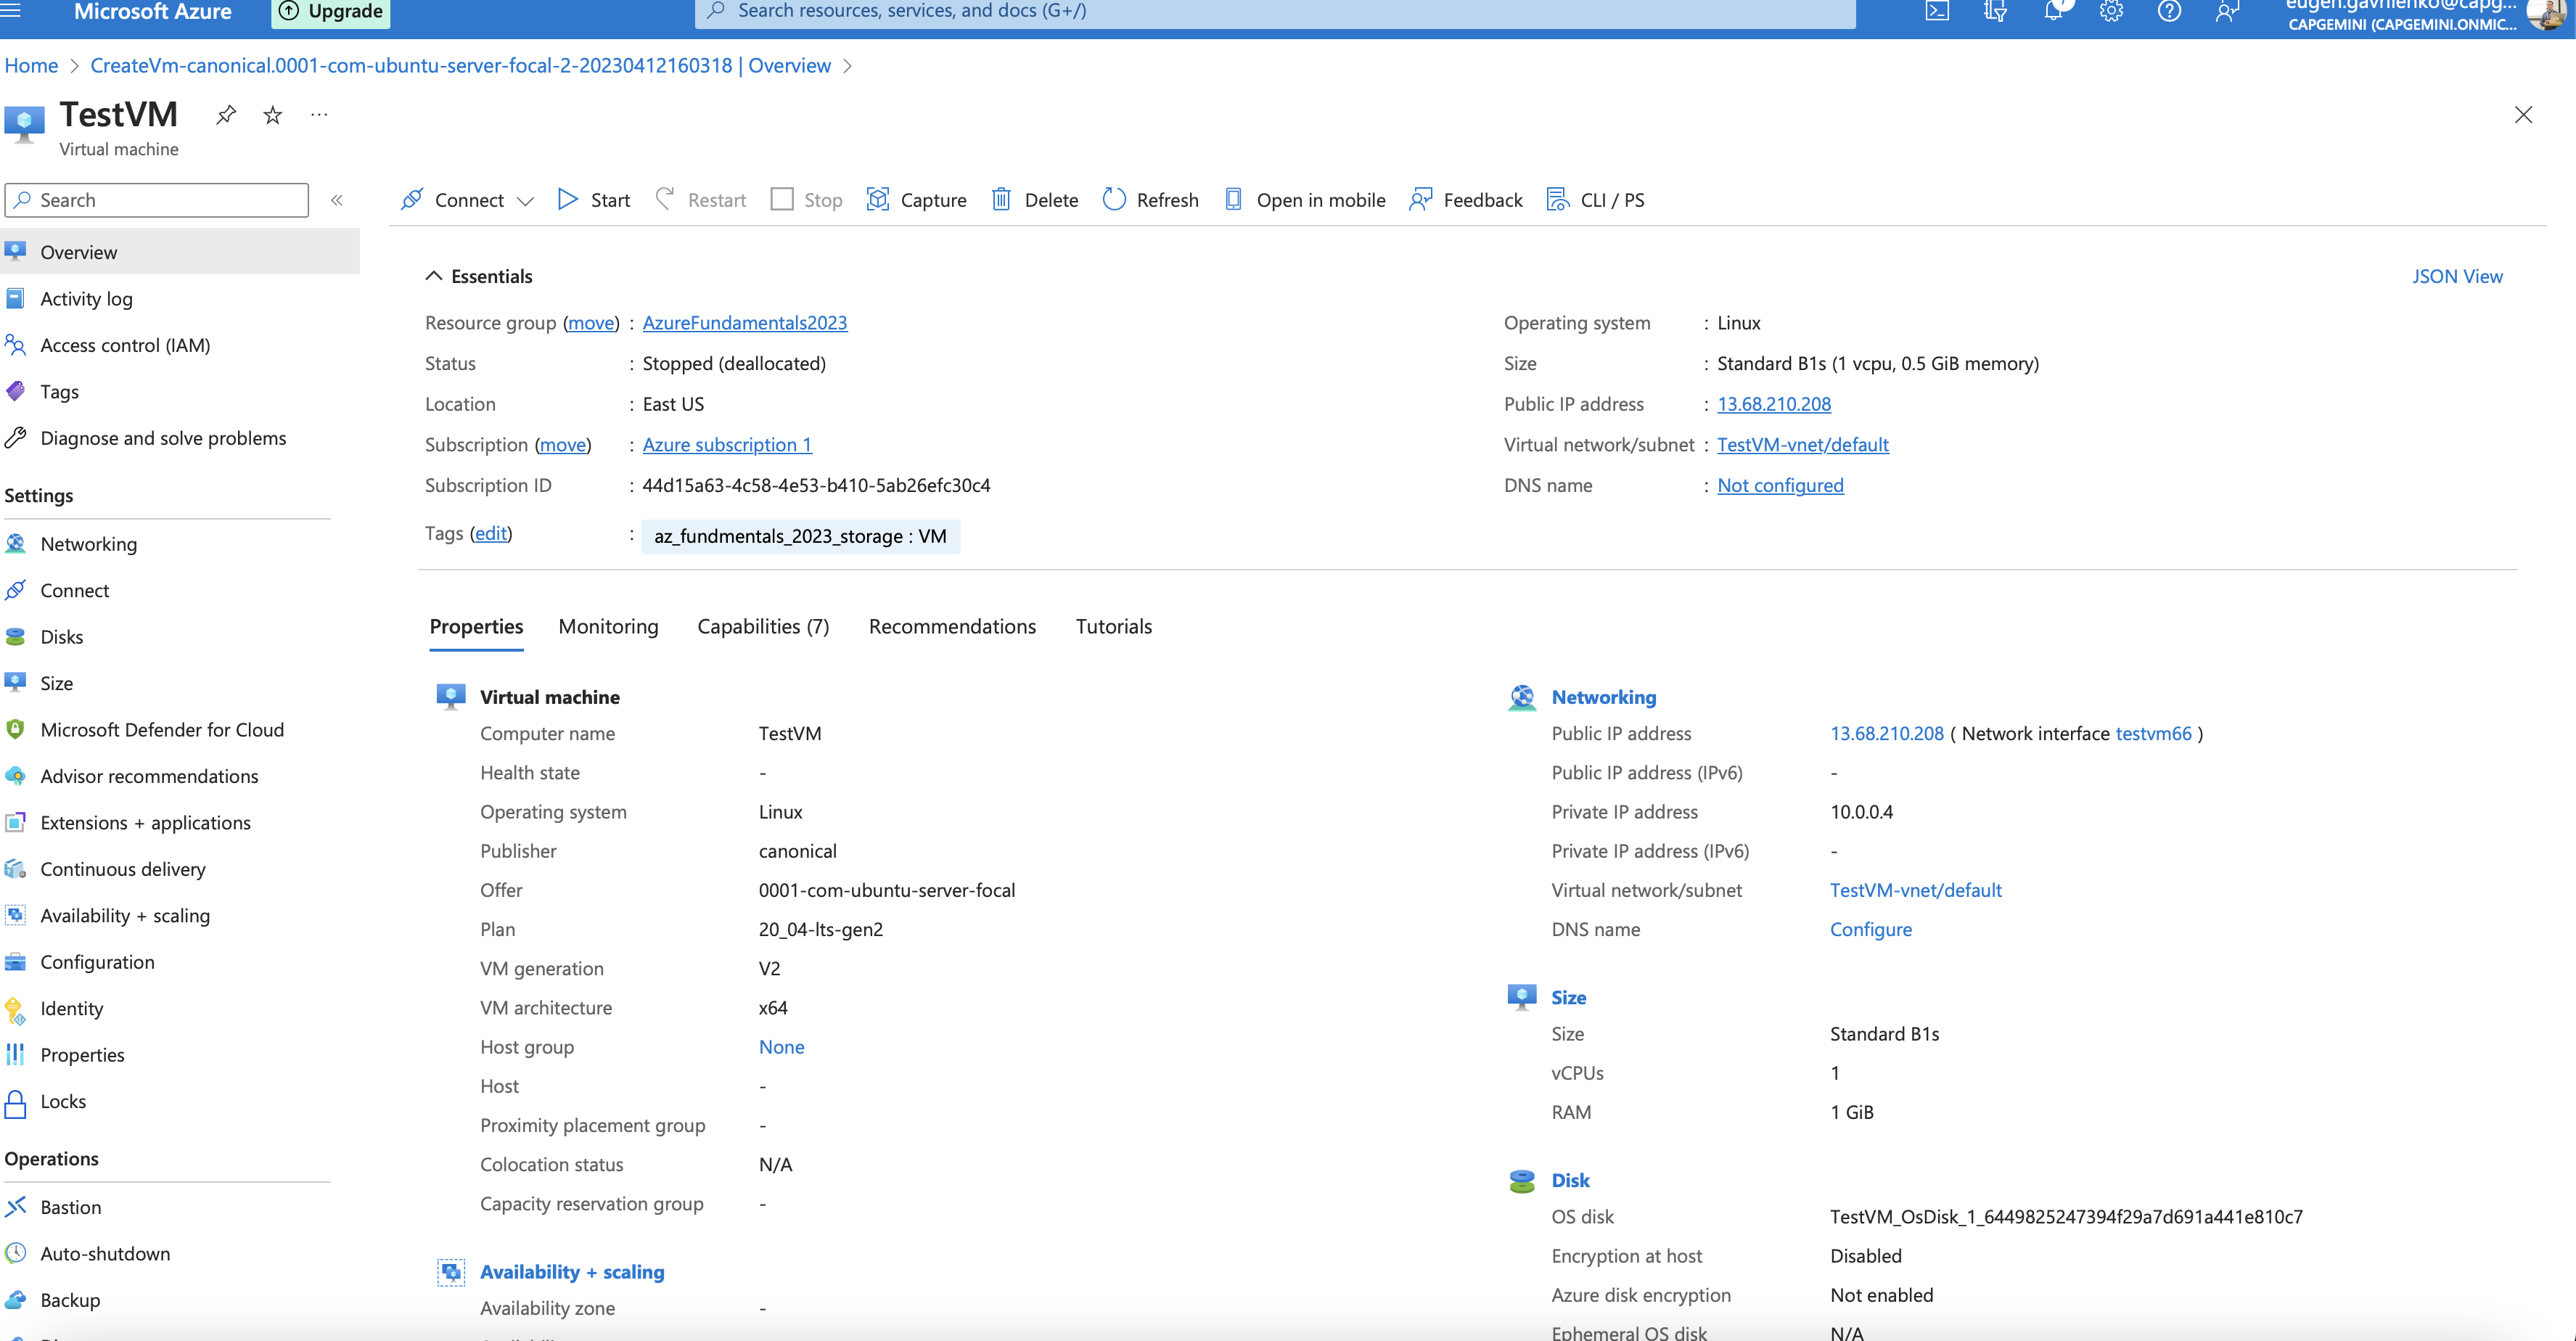 Microsoft Azure
Upgrade
Search resources, services, and docs (G+/)
CAPGEMINI (CAPGEMINI.ONMIC...
Home > CreateVm-canonical.0001-com-ubuntu-server-focal-2-20230412160318 | Overview >
TestVM
...
Virtual machine
Search
«
Connect
Start
Restart
Stop
Capture
Delete
Refresh
Open in mobile
Feedback
CLI / PS
Overview
Activity log
Access control (IAM)
Tags
Diagnose and solve problems
Settings
Networking
Connect
Disks
Size
Microsoft Defender for Cloud
Advisor recommendations
Extensions + applications
Continuous delivery
Availability + scaling
Configuration
Identity
Properties
Locks
Operations
Bastion
Auto-shutdown
Backup
Essentials
JSON View
Resource group (move) : AzureFundamentals2023
Status : Stopped (deallocated)
Location : East US
Subscription (move) : Azure subscription 1
Subscription ID : 44d15a63-4c58-4e53-b410-5ab26efc30c4
Tags (edit) : az_fundmentals_2023_storage : VM
Operating system : Linux
Size : Standard B1s (1 vcpu, 0.5 GiB memory)
Public IP address : 13.68.210.208
Virtual network/subnet : TestVM-vnet/default
DNS name : Not configured
Properties
Monitoring
Capabilities (7)
Recommendations
Tutorials
Virtual machine
Computer name TestVM
Health state -
Operating system Linux
Publisher canonical
Offer 0001-com-ubuntu-server-focal
Plan 20_04-lts-gen2
VM generation V2
VM architecture x64
Host group None
Host -
Proximity placement group -
Colocation status N/A
Capacity reservation group -
Availability + scaling
Availability zone -
Networking
Public IP address 13.68.210.208 ( Network interface testvm66 )
Public IP address (IPv6) -
Private IP address 10.0.0.4
Private IP address (IPv6) -
Virtual network/subnet TestVM-vnet/default
DNS name Configure
Size
Size Standard B1s
vCPUs 1
RAM 1 GiB
Disk
OS disk TestVM_OsDisk_1_6449825247394f29a7d691a441e810c7
Encryption at host Disabled
Azure disk encryption Not enabled
Ephemeral OS disk N/A